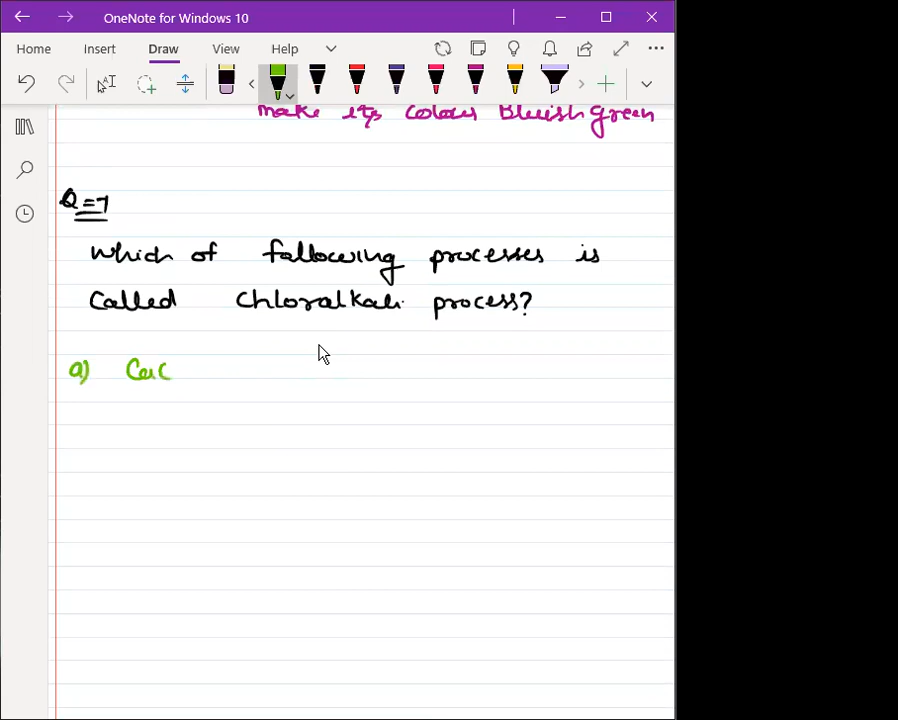 OneNote for Windows 10
Home Insert Draw View Help
make its colour Bluish green
Q=7
Which of following processes is
Called Chloralkali process?
a) Calc